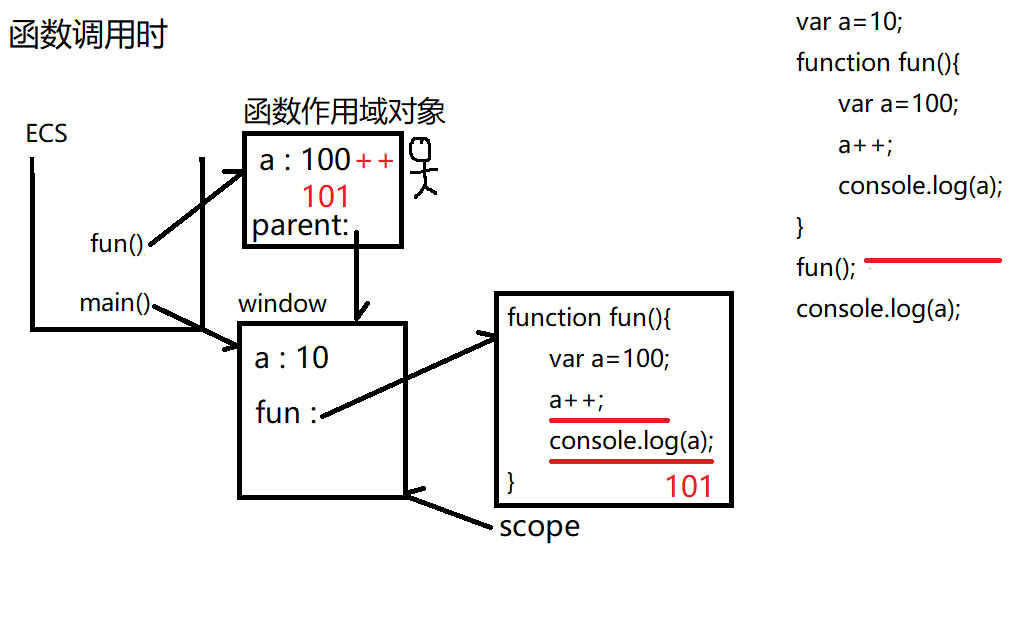 函数调用时
ECS
fun()
main()
函数作用域对象
a : 100++
101
parent:
window
a : 10
fun :
function fun(){
var a=100;
a++;
console.log(a);
}
101
scope
var a=10;
function fun(){
var a=100;
a++;
console.log(a);
}
fun();
console.log(a);